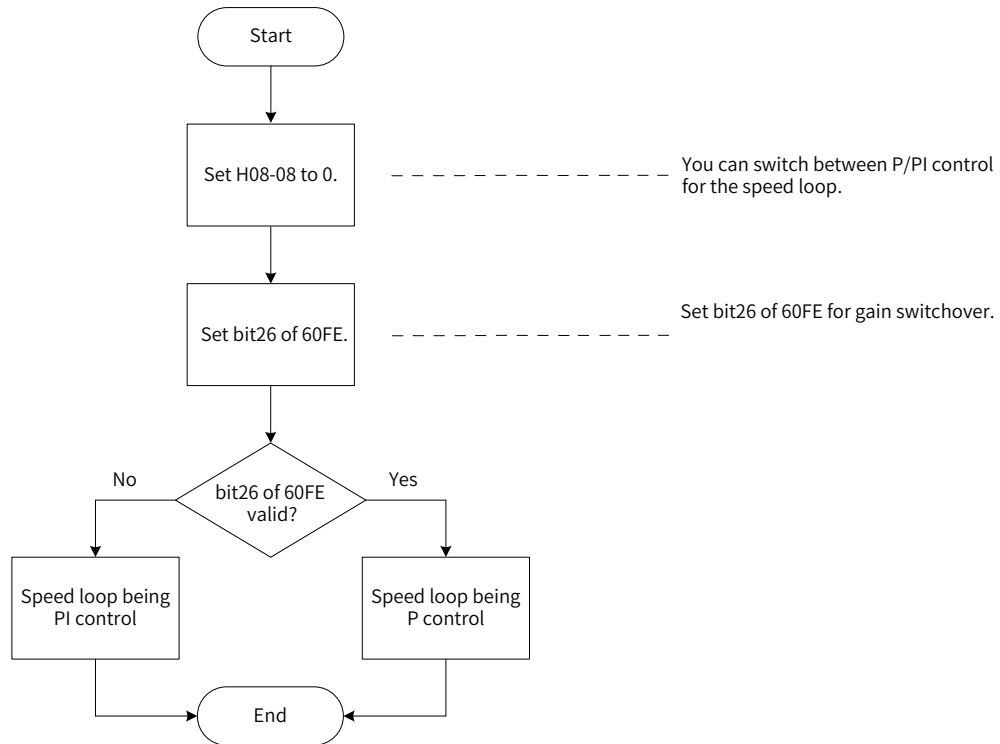 Start
Set H08-08 to 0.
You can switch between P/PI control
for the speed loop.
Set bit26 of 60FE.
Set bit26 of 60FE for gain switchover.
No
Yes
bit26 of 60FE
valid?
Speed loop being
PI control
Speed loop being
P control
End